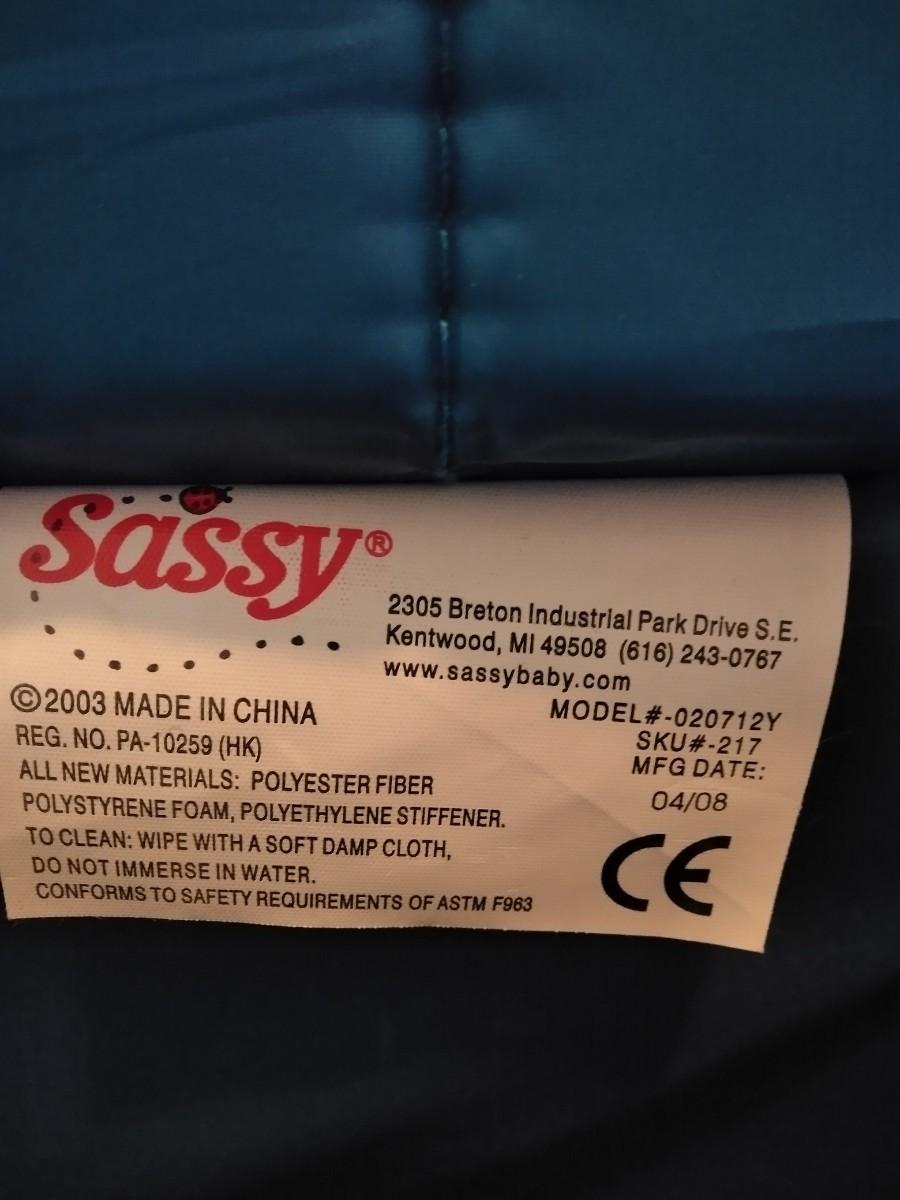 Sassy®
2305 Breton Industrial Park Drive S.E.
Kentwood, MI 49508 (616) 243-0767
www.sassybaby.com
©2003 MADE IN CHINA
REG. NO. PA-10259 (HK)
ALL NEW MATERIALS: POLYESTER FIBER
POLYSTYRENE FOAM, POLYETHYLENE STIFFENER.
TO CLEAN: WIPE WITH A SOFT DAMP CLOTH,
DO NOT IMMERSE IN WATER.
CONFORMS TO SAFETY REQUIREMENTS OF ASTM F963
MODEL#-020712Y
SKU#-217
MFG DATE:
04/08
CE